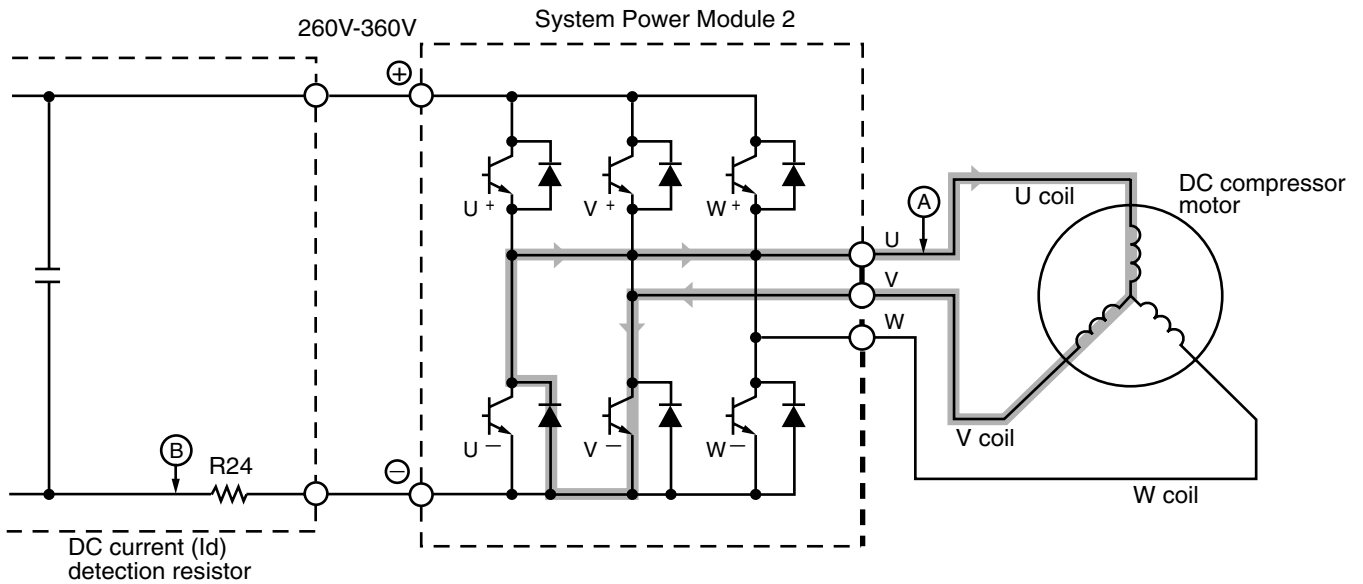 System Power Module 2
260V-360V
⊕
U +
V +
W +
A
U coil
DC compressor
motor
U
V
W
B
R24
U —
V —
W —
⊖
V coil
W coil
DC current (Id)
detection resistor